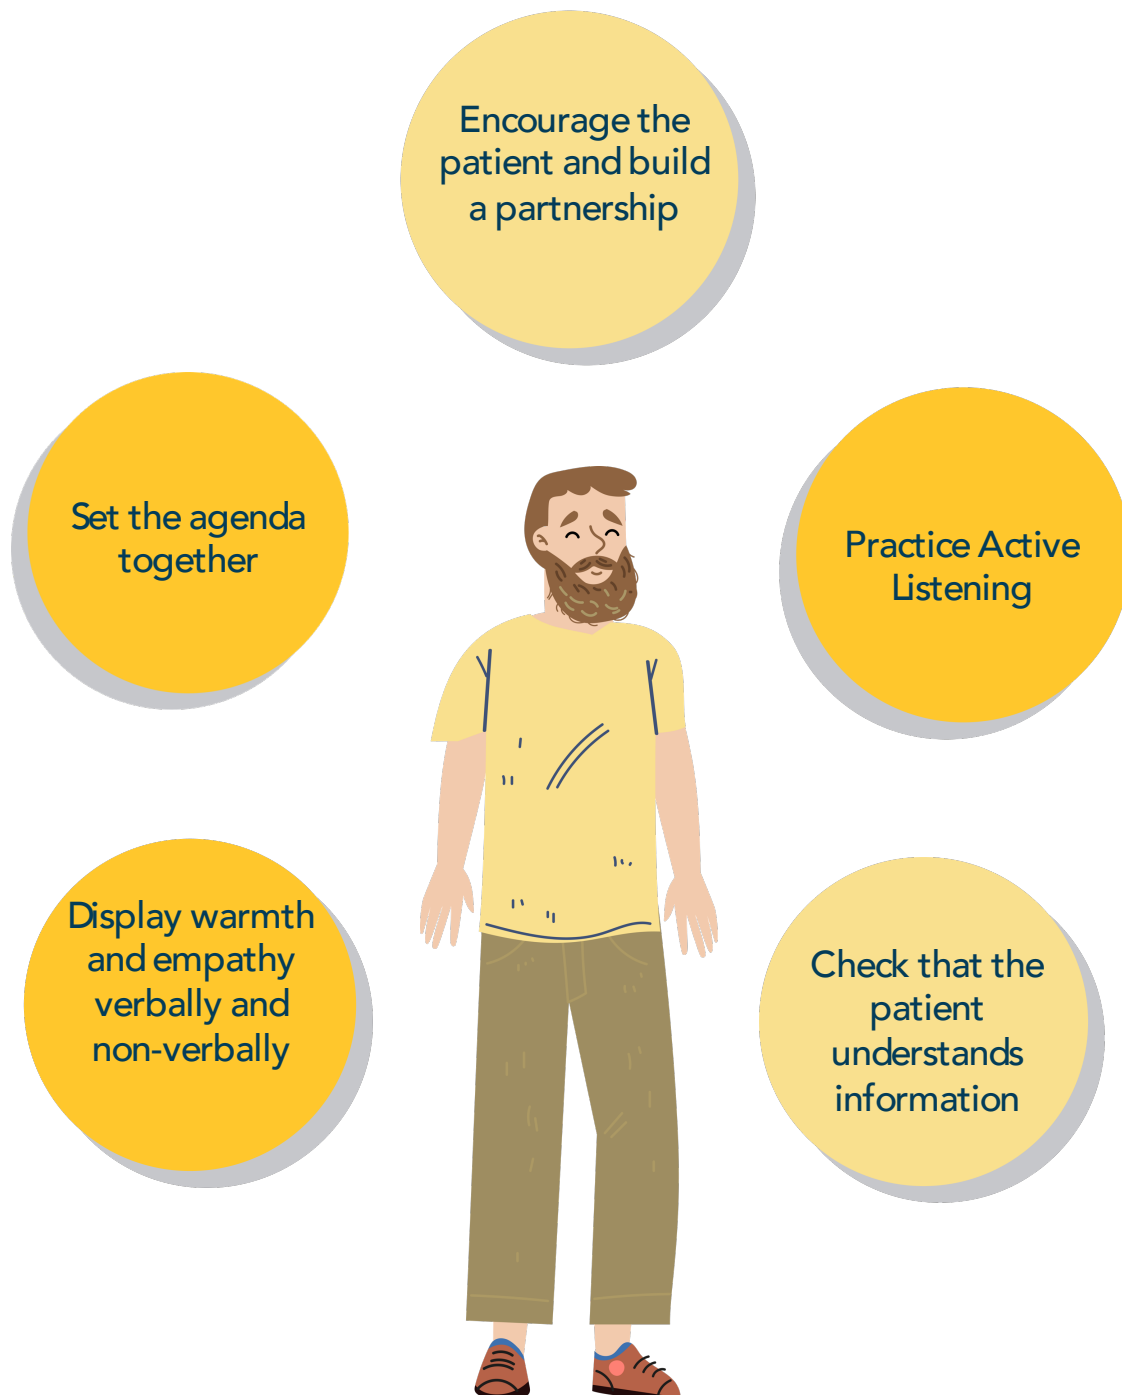 Encourage the
patient and build
a partnership
Set the agenda
together
Practice Active
Listening
Display warmth
and empathy
verbally and
non-verbally
Check that the
patient
understands
information